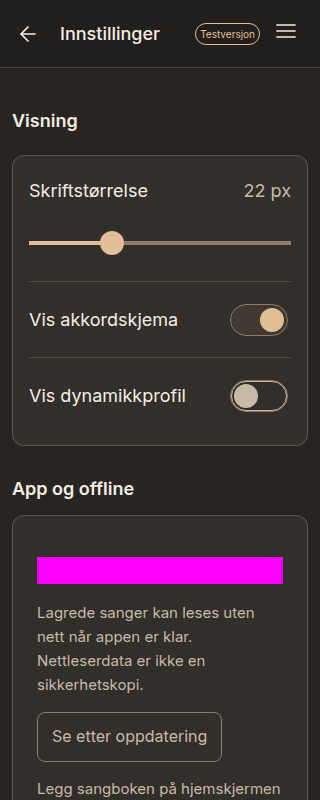 Innstillinger
Testversjon
Visning
Skriftstørrelse
22 px
Vis akkordskjema
Vis dynamikkprofil
App og offline
Lagrede sanger kan leses uten
nett når appen er klar.
Nettleserdata er ikke en
sikkerhetskopi.
Se etter oppdatering
Legg sangboken på hjemskjermen